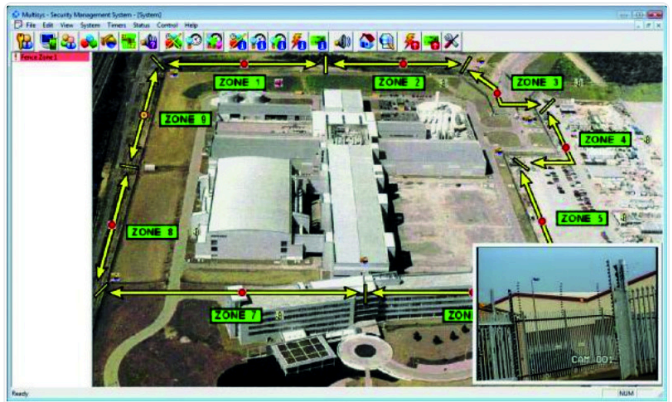 Multisys - Security Management System - [System]
File Edit View System Timers Status Control Help
Fence Zone 1
ZONE 1
ZONE 2
ZONE 3
ZONE 4
ZONE 9
ZONE 5
ZONE 8
ZONE 7
ZON
CAM 001
Ready
NUM